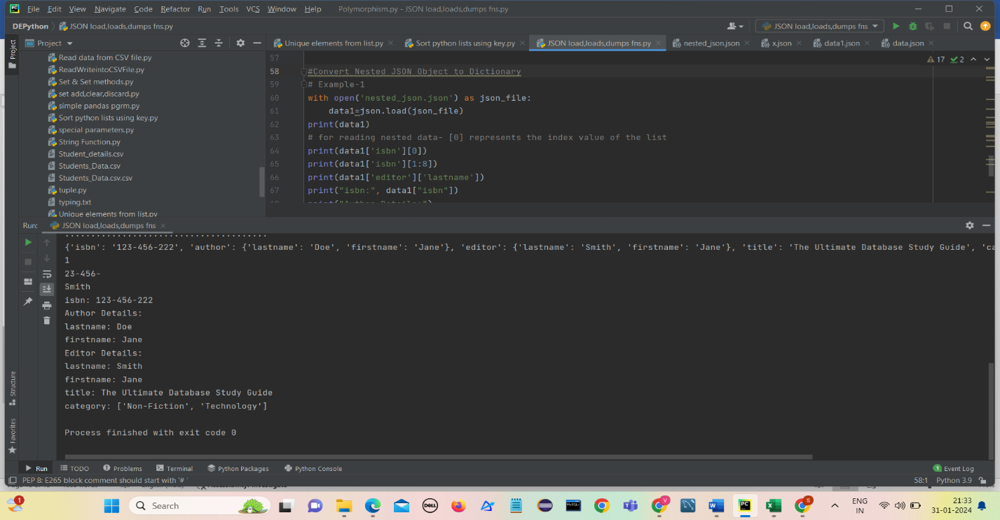 File Edit View Navigate Code Refactor Run Tools VCS Window Help Polymorphism.py - JSON load,loads,dumps fns.py
DEPython JSON load,loads,dumps fns.py JSON load,loads,dumps fns
Project Unique elements from list.py Sort python lists using key.py JSON load,loads,dumps fns.py nested_json.json x.json data1.json data.json
Project
Read data from CSV file.py
ReadWriteintoCSVFile.py
Set & Set methods.py
set add,clear,discard.py
simple pandas pgrm.py
Sort python lists using key.py
special parameters.py
String Function.py
Student_details.csv
Students_Data.csv
Students_Data.csv.csv
tuple.py
typing.txt
Unique elements from list.py
17 2
57
58 #Convert Nested JSON Object to Dictionary
59 # Example-1
60 with open('nested_json.json') as json_file:
61 data1=json.load(json_file)
62 print(data1)
63 # for reading nested data- [0] represents the index value of the list
64 print(data1['isbn'][0])
65 print(data1['isbn'][1:8])
66 print(data1['editor']['lastname'])
67 print("isbn:", data1["isbn"])
Run: JSON load,loads,dumps fns
......................................
{'isbn': '123-456-222', 'author': {'lastname': 'Doe', 'firstname': 'Jane'}, 'editor': {'lastname': 'Smith', 'firstname': 'Jane'}, 'title': 'The Ultimate Database Study Guide', 'ca
1
23-456-
Smith
isbn: 123-456-222
Author Details:
lastname: Doe
firstname: Jane
Editor Details:
lastname: Smith
firstname: Jane
title: The Ultimate Database Study Guide
category: ['Non-Fiction', 'Technology']
Process finished with exit code 0
Structure
Favorites
Run TODO Problems Terminal Python Packages Python Console 1 Event Log
PEP 8: E265 block comment should start with '# ' 58:1 Python 3.9
1 Search DELL V PC S ENG 21:33
IN 31-01-2024